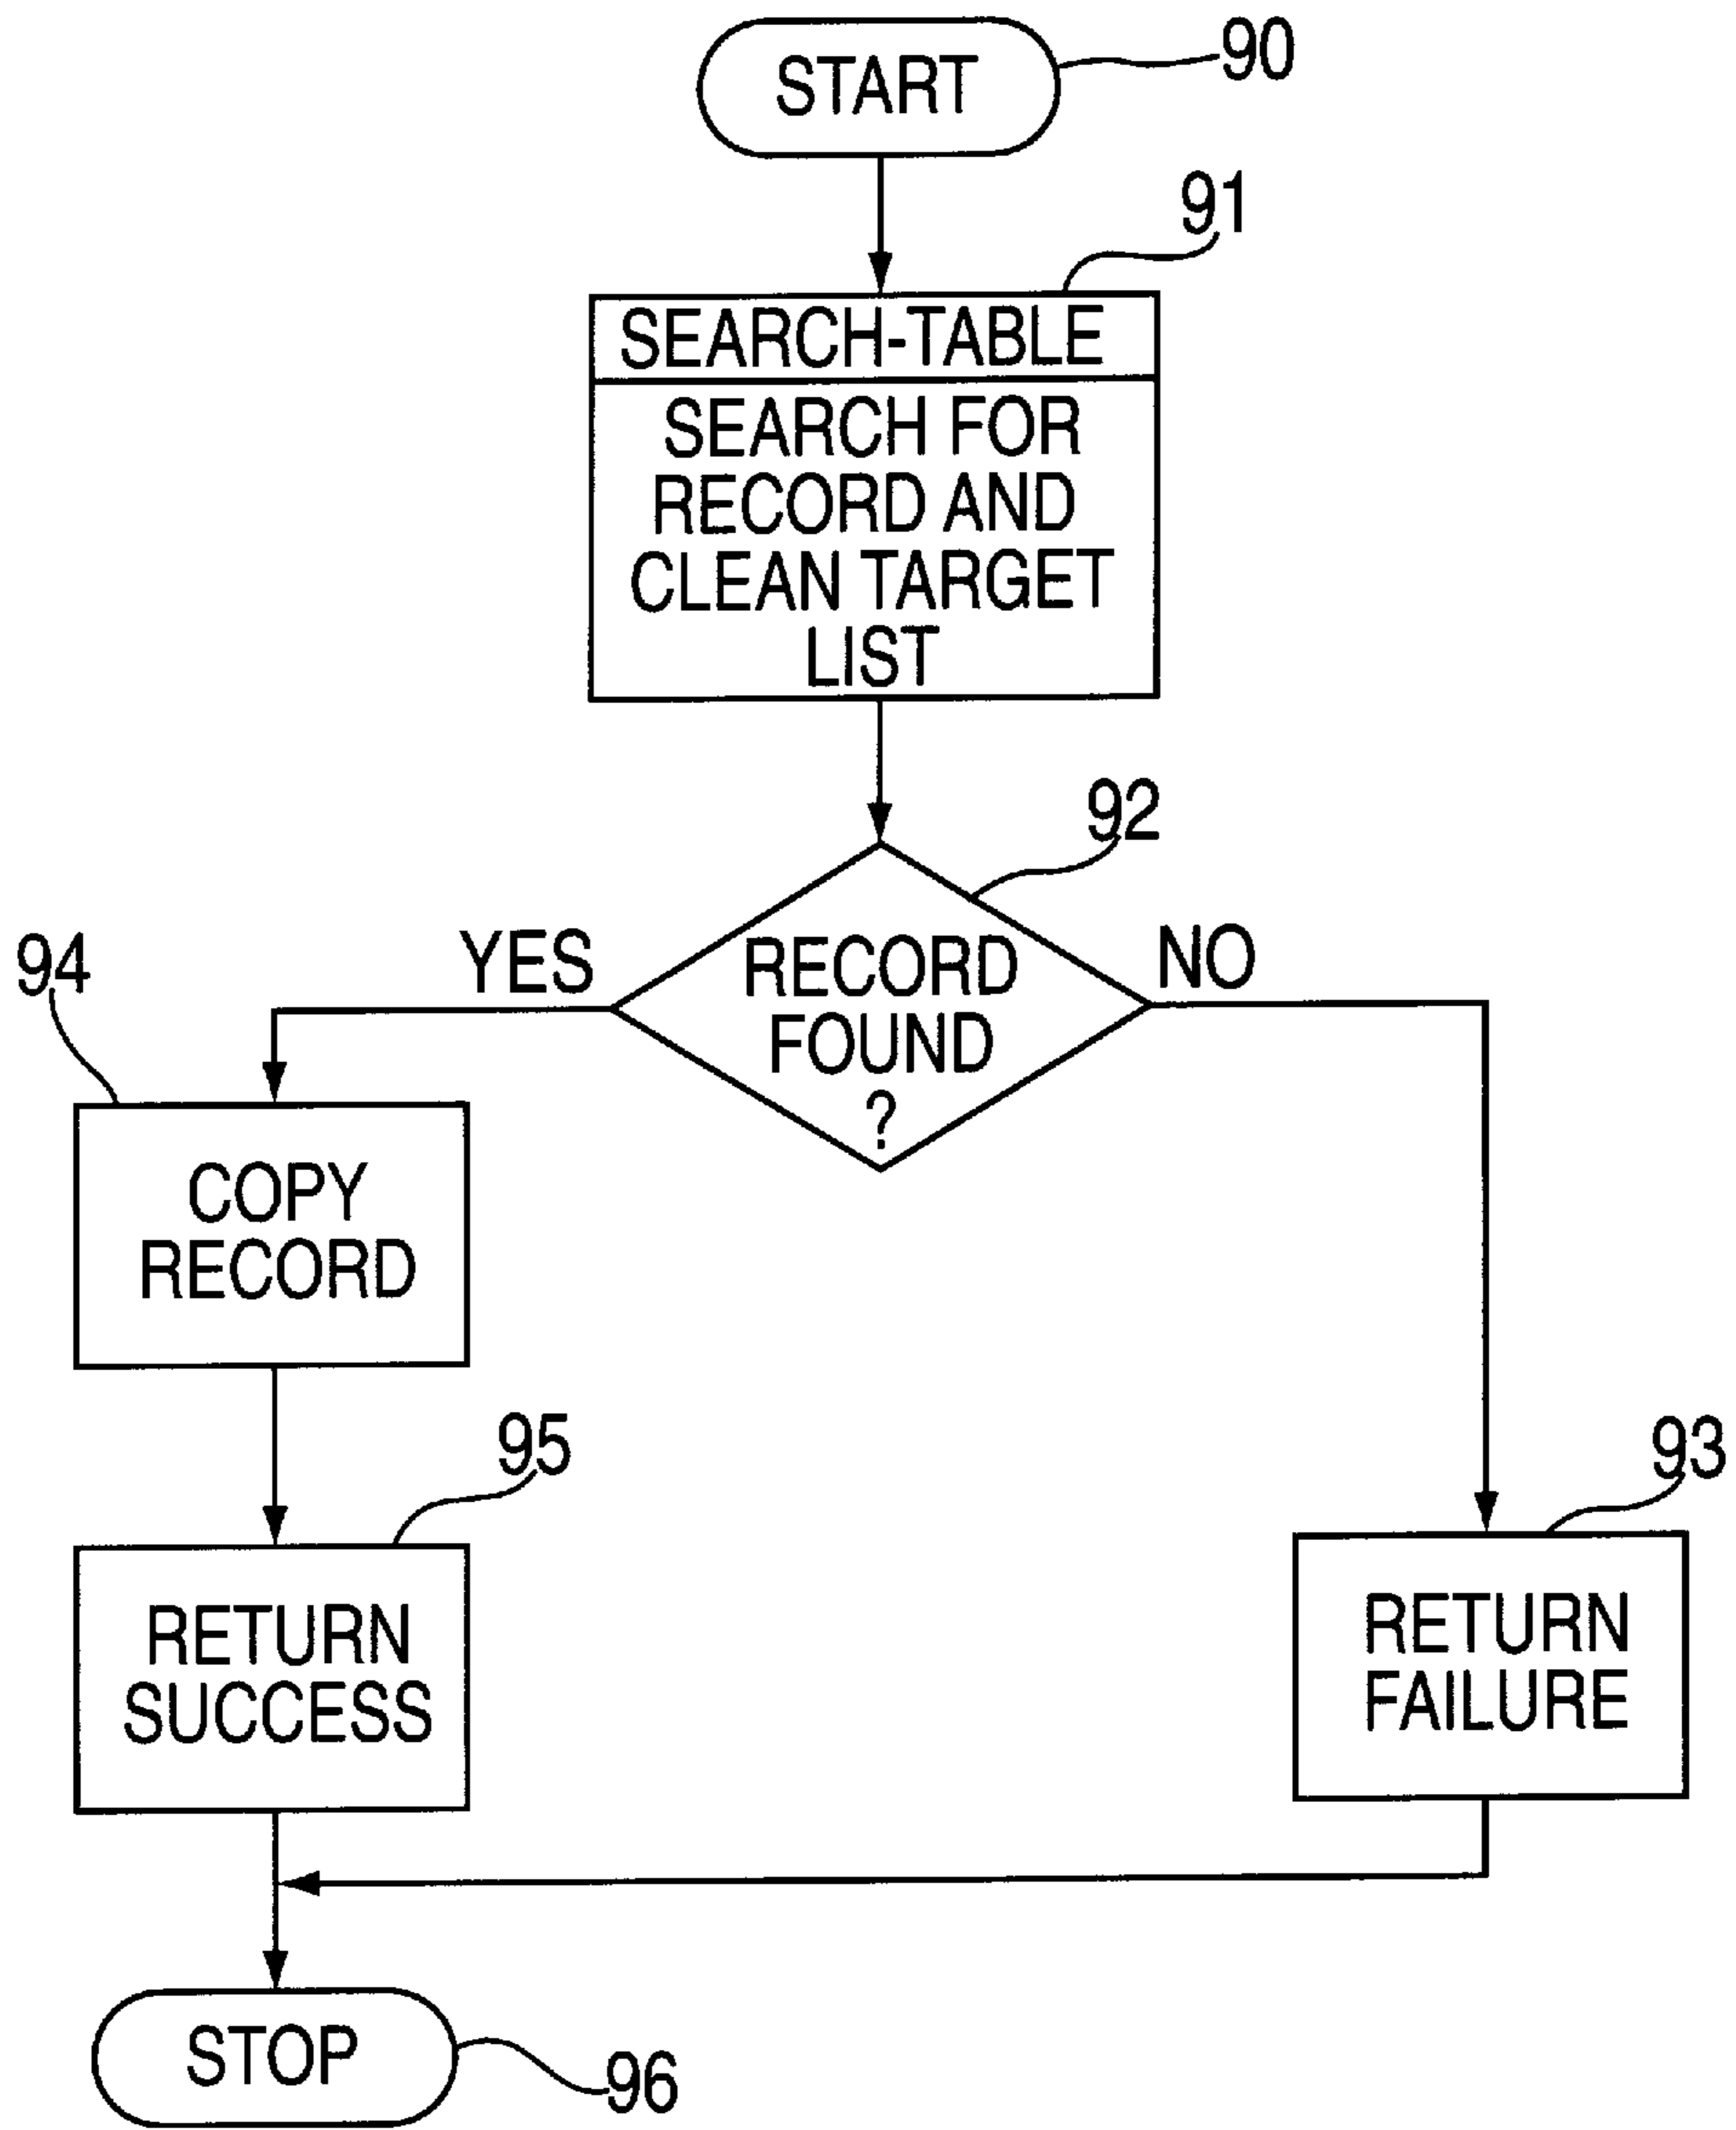 START
90
91
SEARCH-TABLE
SEARCH FOR
RECORD AND
CLEAN TARGET
LIST
92
YES
NO
94
RECORD
FOUND
?
COPY
RECORD
95
93
RETURN
SUCCESS
RETURN
FAILURE
STOP
96